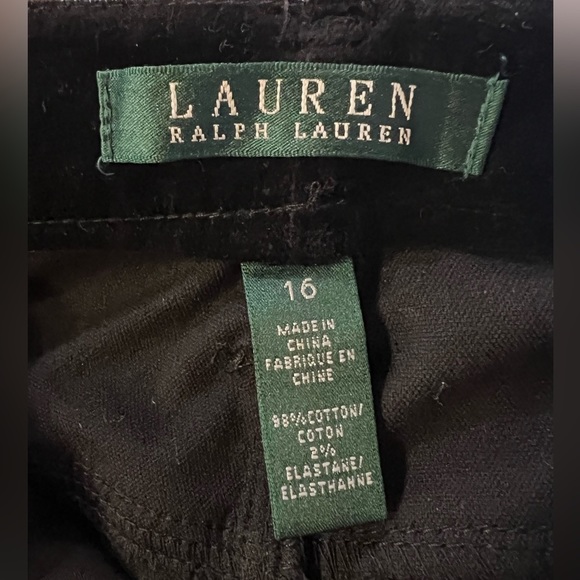 LAUREN
RALPH LAUREN
16
MADE IN
CHINA
FABRIQUE EN
CHINE
98%COTTON/
COTON
2%
ELASTANE/
ELASTHANNE